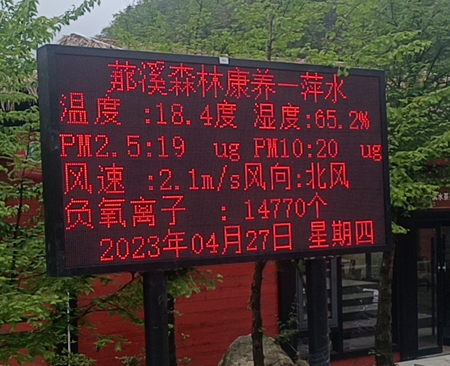 蓈溪森林康养一萍水
温度 :18.4度 湿度:65.2%
PM2.5:19 ug PM10:20 ug
风速 :2.1m/s风向:北风
负氧离子 : 14770个
2023年04月27日 星期四